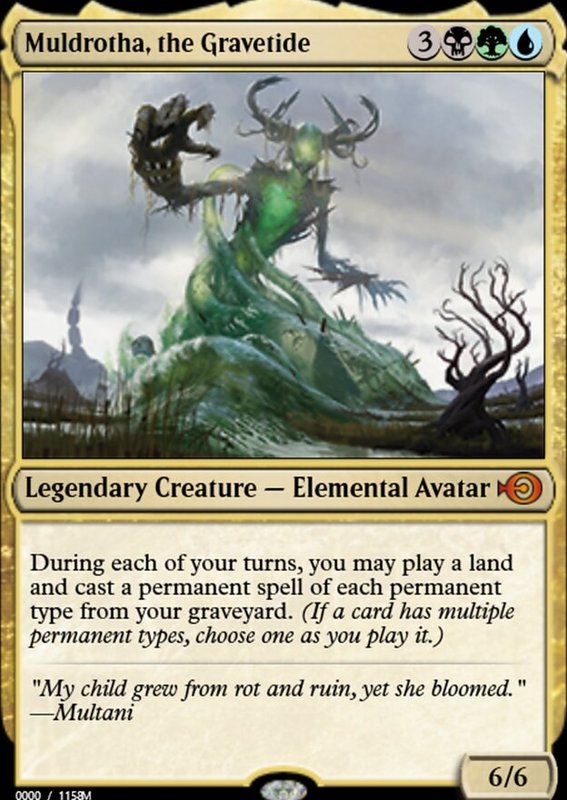 Muldrotha, the Gravetide
3
Legendary Creature — Elemental Avatar
During each of your turns, you may play a land
and cast a permanent spell of each permanent
type from your graveyard. (If a card has multiple
permanent types, choose one as you play it.)
"My child grew from rot and ruin, yet she bloomed."
—Multani
6/6
0000 / 1158M